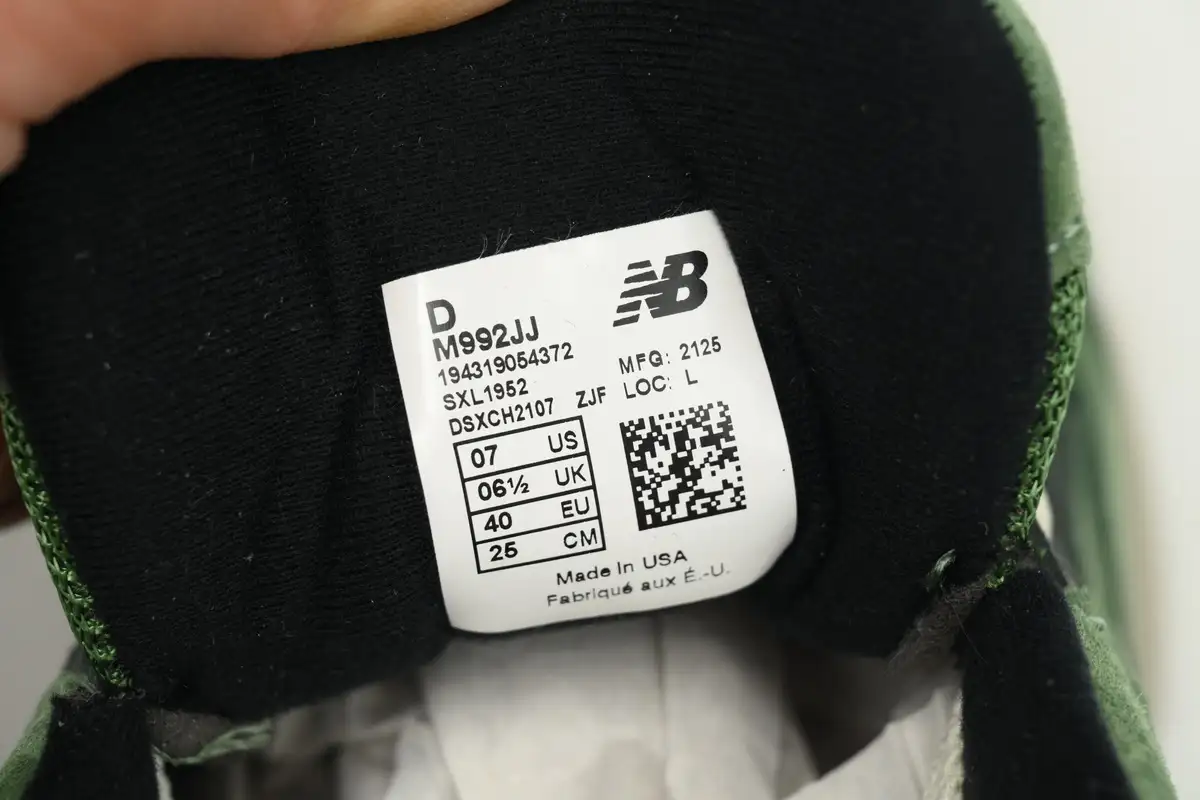 D
NB
M992JJ
194319054372
MFG: 2125
SXL1952
LOC: L
DSXCH2107 ZJF
07 US
06½ UK
40 EU
25 CM
Made In USA
Fabriqué aux É.-U.